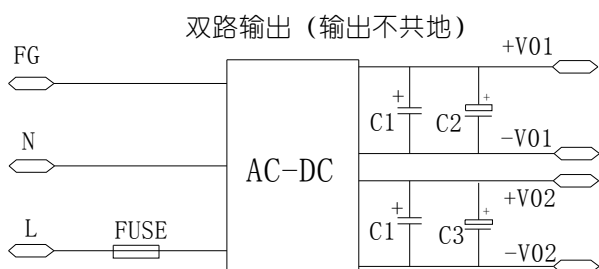 双路输出（输出不共地）
FG
+V01
+
+
C1
C2
N
-V01
AC-DC
+V02
+
+
L
FUSE
C1
C3
-V02